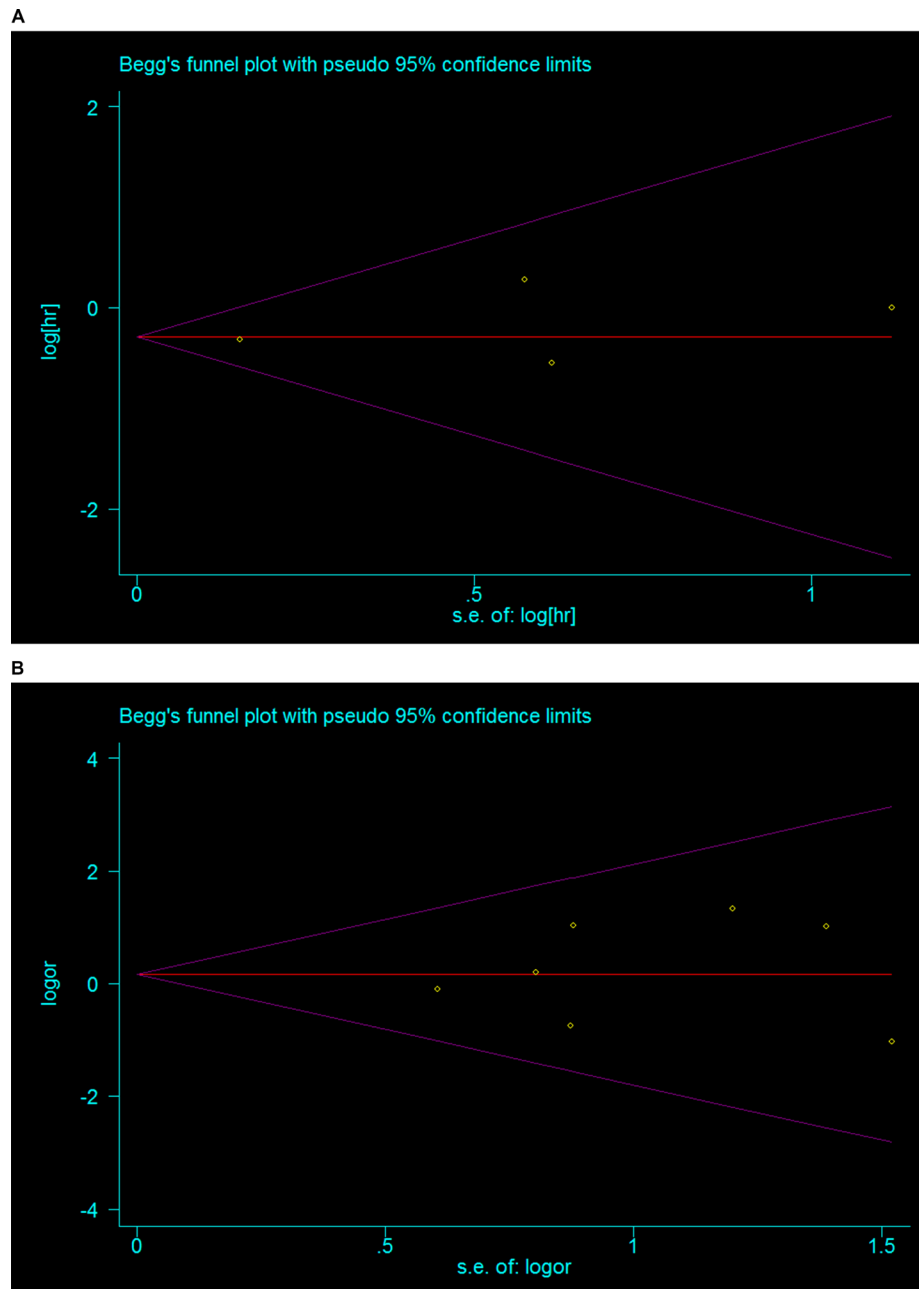 A
Begg's funnel plot with pseudo 95% confidence limits
2
0
-2
log[hr]
0
.5
1
s.e. of: log[hr]
B
Begg's funnel plot with pseudo 95% confidence limits
4
2
0
-2
-4
logor
0
.5
1
1.5
s.e. of: logor